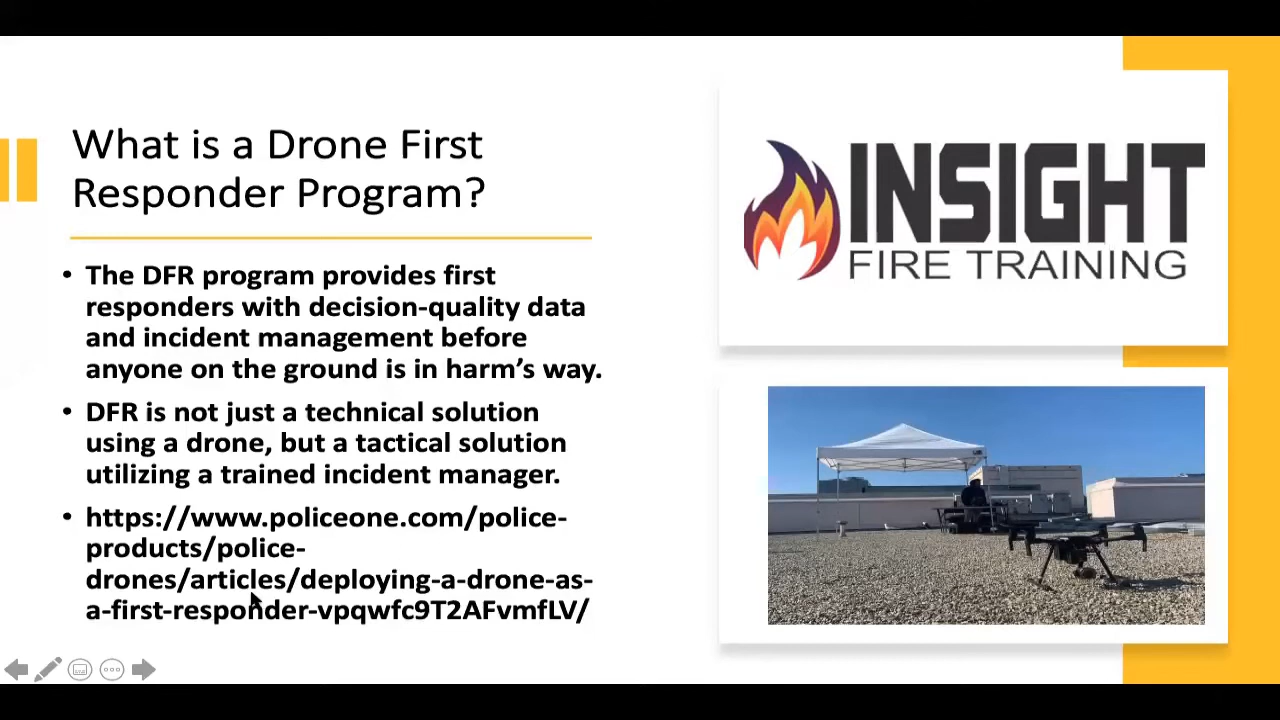 What is a Drone First
Responder Program?
• The DFR program provides first
responders with decision-quality data
and incident management before
anyone on the ground is in harm’s way.
• DFR is not just a technical solution
using a drone, but a tactical solution
utilizing a trained incident manager.
• https://www.policeone.com/police-
products/police-
drones/articles/deploying-a-drone-as-
a-first-responder-vpqwfc9T2AFvmfLV/
INSIGHT
FIRE TRAINING